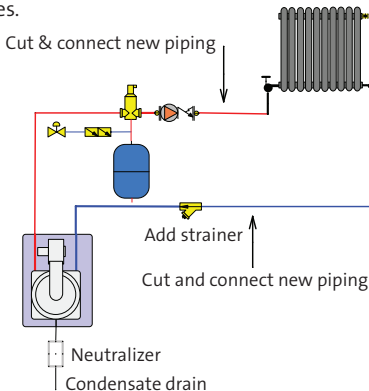 es.
Cut & connect new piping
Add strainer
Cut and connect new piping
Neutralizer
Condensate drain